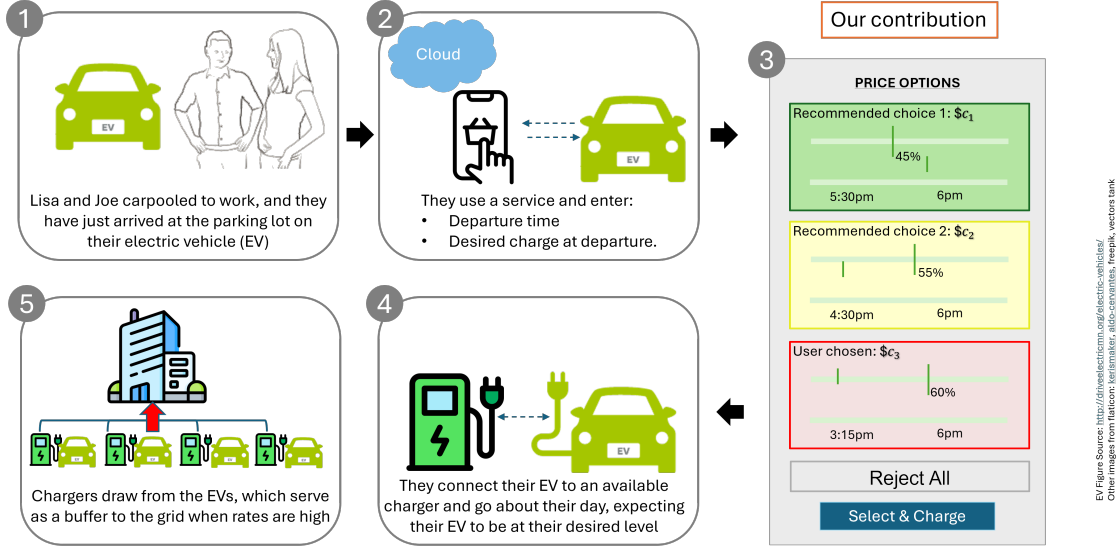 1
EV
Lisa and Joe carpooled to work, and they
have just arrived at the parking lot on
their electric vehicle (EV)
2
Cloud
EV
They use a service and enter:
• Departure time
• Desired charge at departure.
Our contribution
3
PRICE OPTIONS
Recommended choice 1: $c₁
45%
5:30pm 6pm
Recommended choice 2: $c₂
55%
4:30pm 6pm
User chosen: $c₃
60%
3:15pm 6pm
Reject All
Select & Charge
4
EV
They connect their EV to an available
charger and go about their day, expecting
their EV to be at their desired level
5
EV EV EV EV
Chargers draw from the EVs, which serve
as a buffer to the grid when rates are high
EV Figure Source: http://driveelectricmn.org/electric-vehicles/
Other images from flaticon: kerismaker, aldo-cervantes, freepik, vectors tank